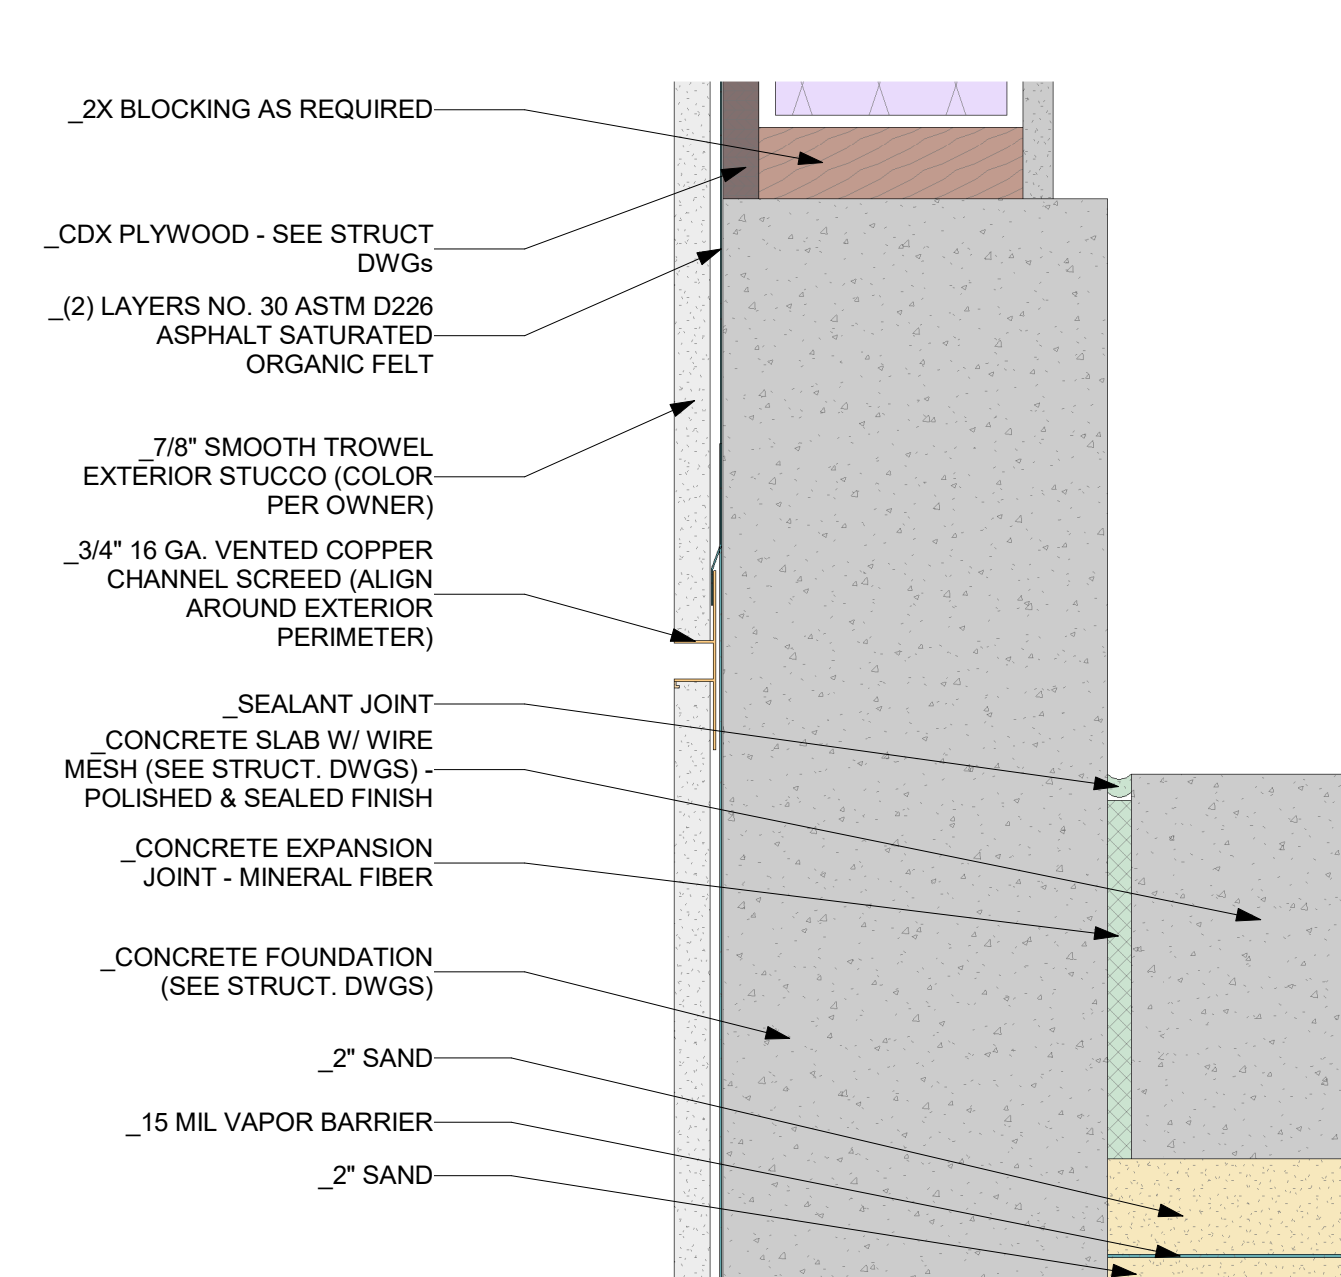 _2X BLOCKING AS REQUIRED
_CDX PLYWOOD - SEE STRUCT
DWGs
_(2) LAYERS NO. 30 ASTM D226
ASPHALT SATURATED
ORGANIC FELT
_7/8" SMOOTH TROWEL
EXTERIOR STUCCO (COLOR
PER OWNER)
_3/4" 16 GA. VENTED COPPER
CHANNEL SCREED (ALIGN
AROUND EXTERIOR
PERIMETER)
_SEALANT JOINT
_CONCRETE SLAB W/ WIRE
MESH (SEE STRUCT. DWGS) -
POLISHED & SEALED FINISH
_CONCRETE EXPANSION
JOINT - MINERAL FIBER
_CONCRETE FOUNDATION
(SEE STRUCT. DWGS)
_2" SAND
_15 MIL VAPOR BARRIER
_2" SAND